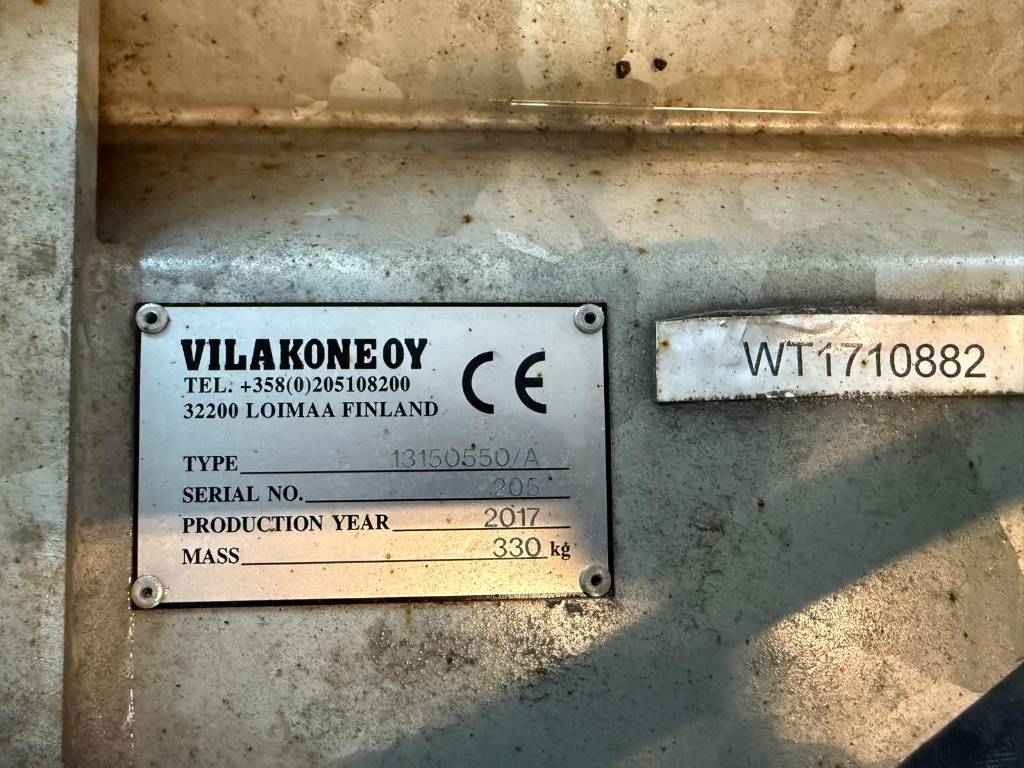 VILAKONE OY
TEL. +358(0)205108200
32200 LOIMAA FINLAND
CE
TYPE 13150550/A
SERIAL NO. 205
PRODUCTION YEAR 2017
MASS 330 kg
WT1710882